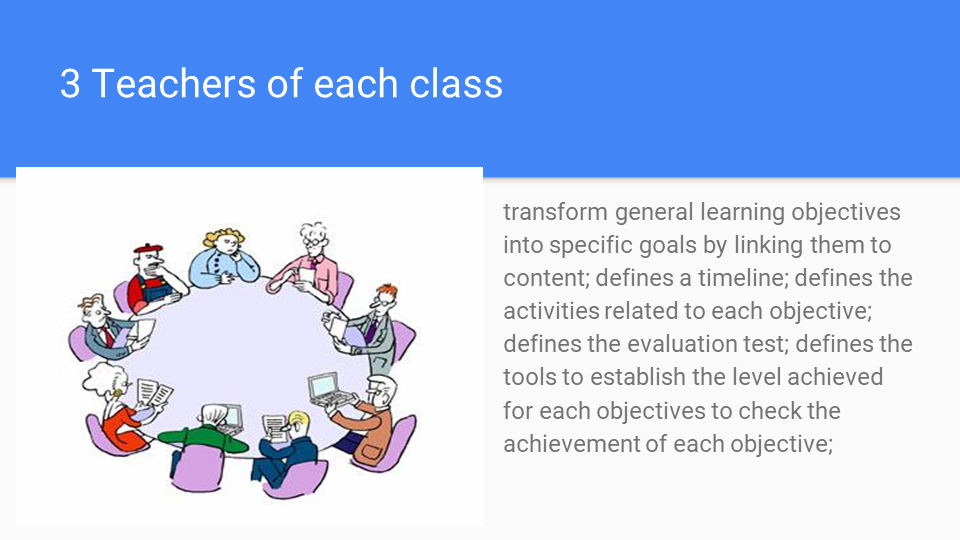 3 Teachers of each class
transform general learning objectives
into specific goals by linking them to
content; defines a timeline; defines the
activities related to each objective;
defines the evaluation test; defines the
tools to establish the level achieved
for each objectives to check the
achievement of each objective;